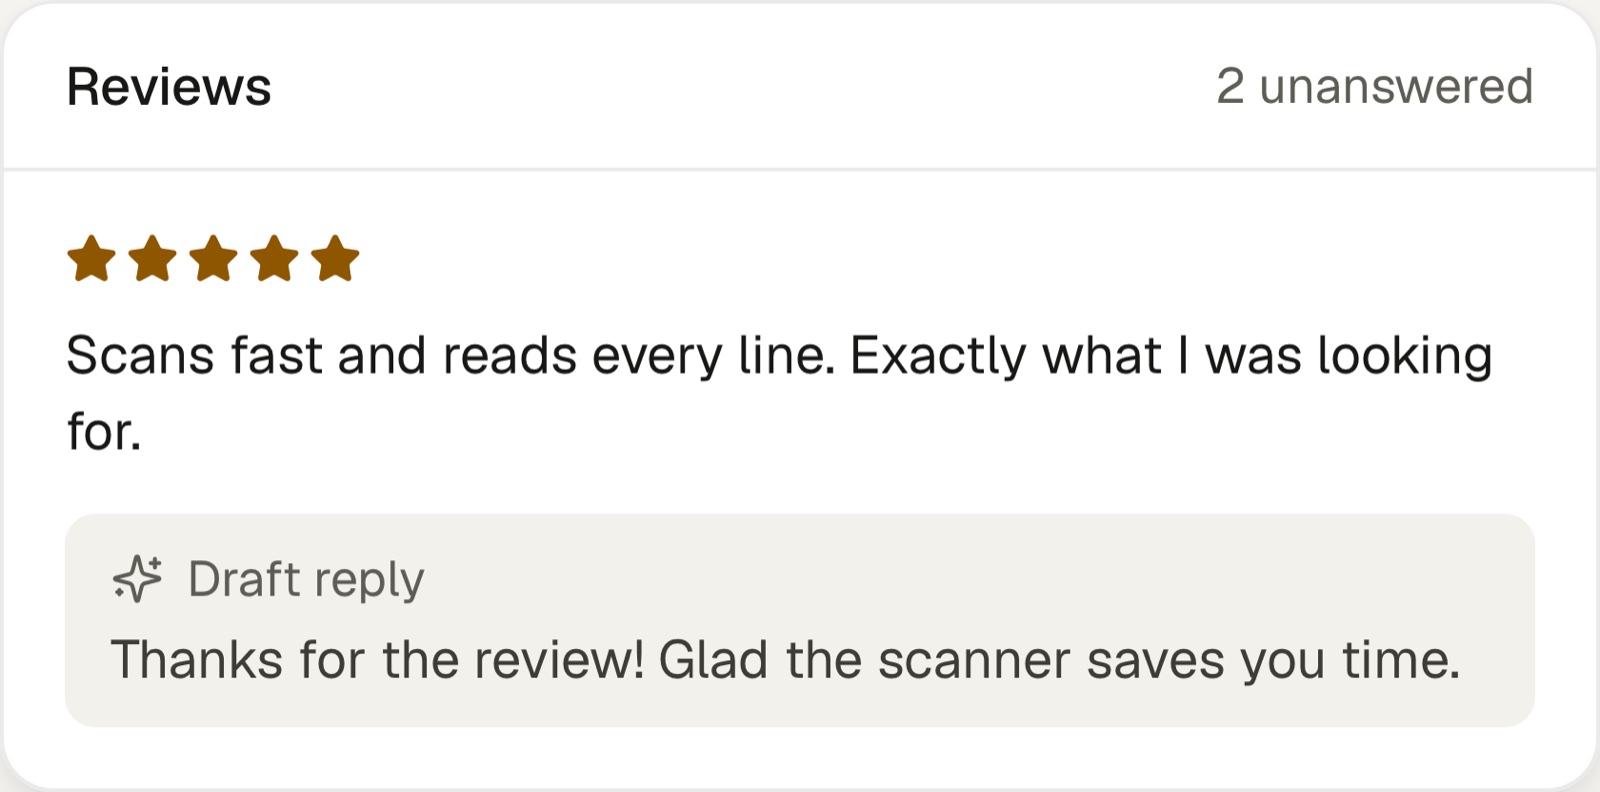 Reviews
2 unanswered
Scans fast and reads every line. Exactly what I was looking
for.
Draft reply
Thanks for the review! Glad the scanner saves you time.